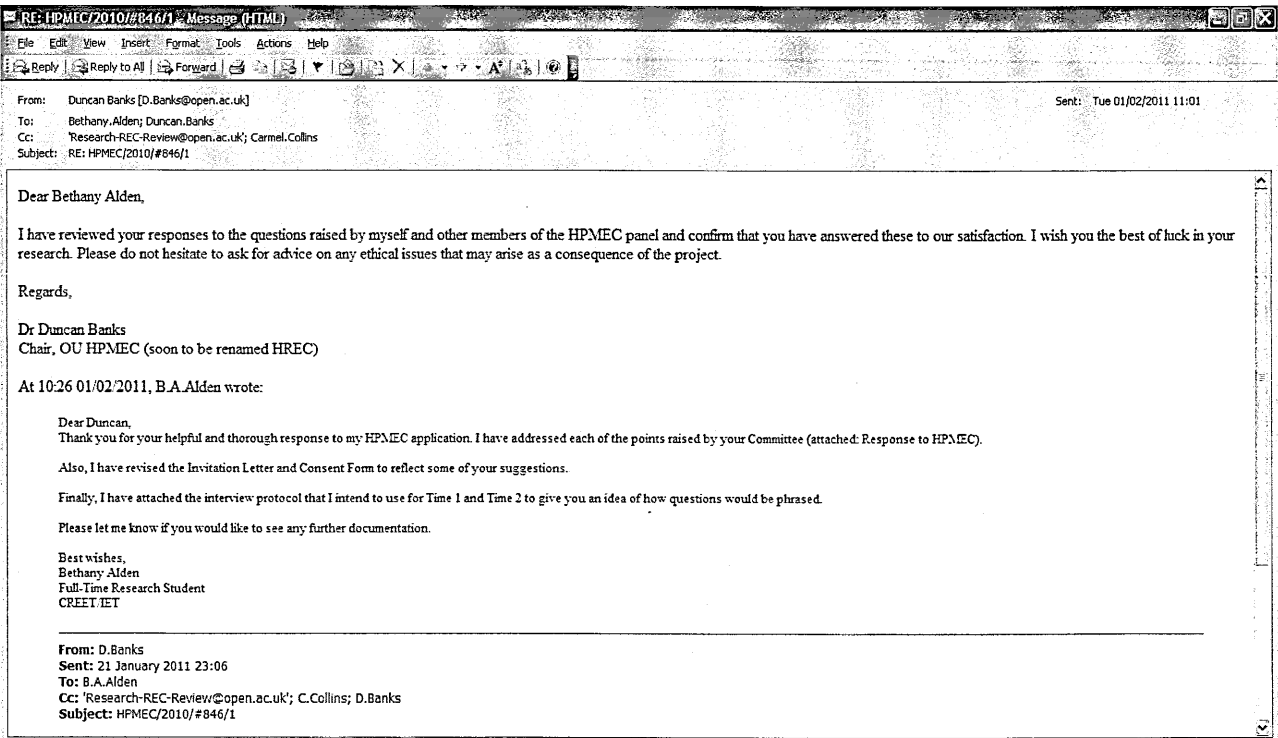 RE: HPMEC/2010/#846/1 - Message (HTML)
File Edit View Insert Format Tools Actions Help
Reply Reply to All Forward
From: Duncan Banks [D.Banks@open.ac.uk]
Sent: Tue 01/02/2011 11:01
To: Bethany.Alden; Duncan.Banks
Cc: 'Research-REC-Review@open.ac.uk'; Carmel.Collins
Subject: RE: HPMEC/2010/#846/1
Dear Bethany Alden,
I have reviewed your responses to the questions raised by myself and other members of the HPMEC panel and confirm that you have answered these to our satisfaction. I wish you the best of luck in your
research. Please do not hesitate to ask for advice on any ethical issues that may arise as a consequence of the project.
Regards,
Dr Duncan Banks
Chair, OU HPMEC (soon to be renamed HREC)
At 10:26 01/02/2011, B.A.Alden wrote:
Dear Duncan,
Thank you for your helpful and thorough response to my HPMEC application. I have addressed each of the points raised by your Committee (attached: Response to HPMEC).
Also, I have revised the Invitation Letter and Consent Form to reflect some of your suggestions.
Finally, I have attached the interview protocol that I intend to use for Time 1 and Time 2 to give you an idea of how questions would be phrased.
Please let me know if you would like to see any further documentation.
Best wishes,
Bethany Alden
Full-Time Research Student
CREET/IET
From: D.Banks
Sent: 21 January 2011 23:06
To: B.A.Alden
Cc: 'Research-REC-Review@open.ac.uk'; C.Collins; D.Banks
Subject: HPMEC/2010/#846/1